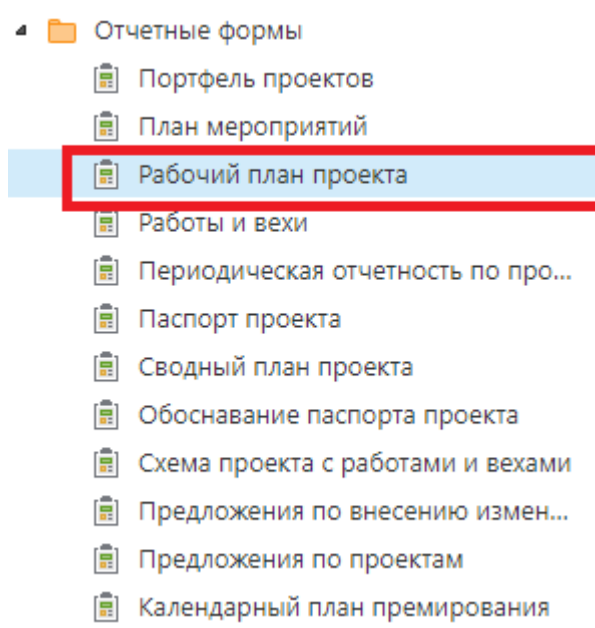 Отчетные формы
Портфель проектов
План мероприятий
Рабочий план проекта
Работы и вехи
Периодическая отчетность по про...
Паспорт проекта
Сводный план проекта
Обоснавание паспорта проекта
Схема проекта с работами и вехами
Предложения по внесению измен...
Предложения по проектам
Календарный план премирования